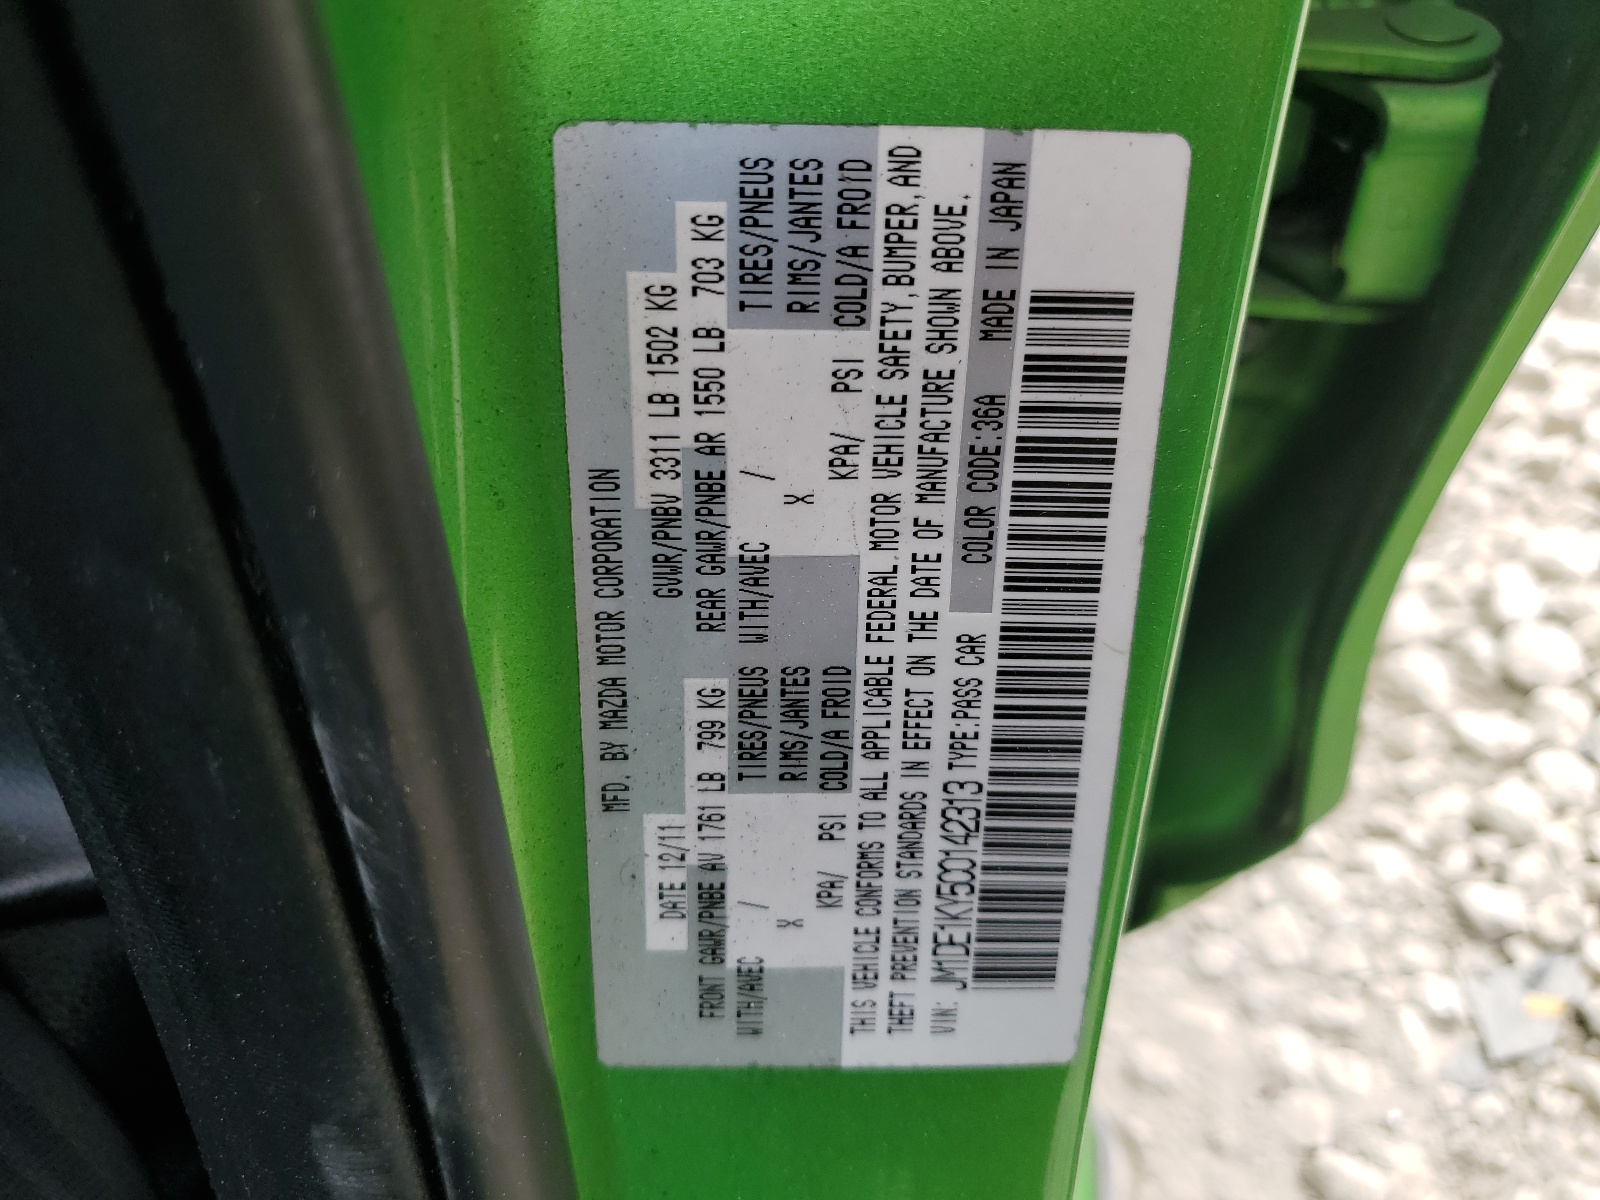 MFD. BY MAZDA MOTOR CORPORATION
DATE 12/11 GVWR/PNBV 3311 LB 1502 KG
FRONT GAWR/PNBE AV 1761 LB 799 KG REAR GAWR/PNBE AR 1550 LB 703 KG
WITH/AVEC / TIRES/PNEUS WITH/AVEC / TIRES/PNEUS
X RIMS/JANTES X RIMS/JANTES
KPA/ PSI COLD/A FROID KPA/ PSI COLD/A FROID
THIS VEHICLE CONFORMS TO ALL APPLICABLE FEDERAL MOTOR VEHICLE SAFETY, BUMPER, AND
THEFT PREVENTION STANDARDS IN EFFECT ON THE DATE OF MANUFACTURE SHOWN ABOVE.
VIN: JM1DE1KY5C0142313 TYPE:PASS CAR COLOR CODE:36A MADE IN JAPAN